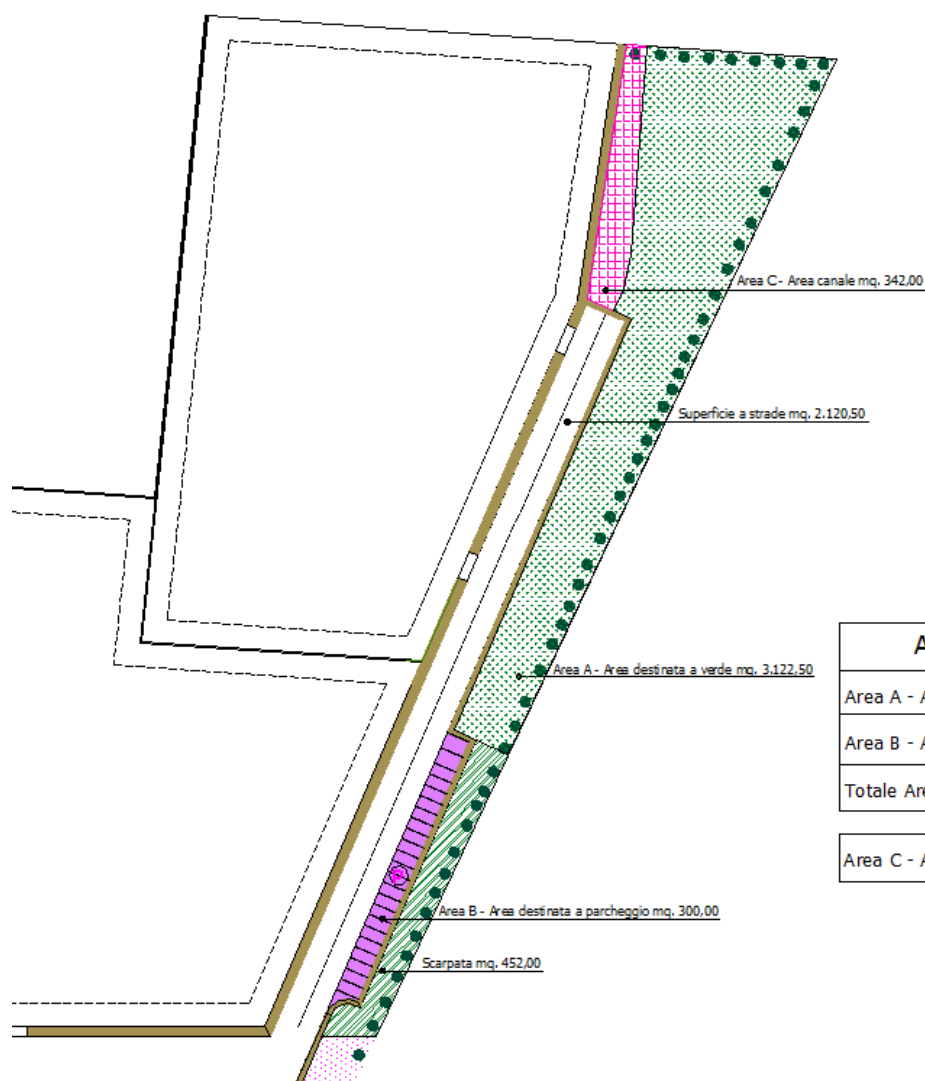 Area C - Area canale mq. 342,00
Superficie a strade mq. 2.120,50
Area A - Area destinata a verde mq. 3.122,50
A
Area A - A
Area B - A
Totale Are
Area C - A
P
Area B - Area destinata a parcheggio mq. 300,00
Scarpata mq. 452,00